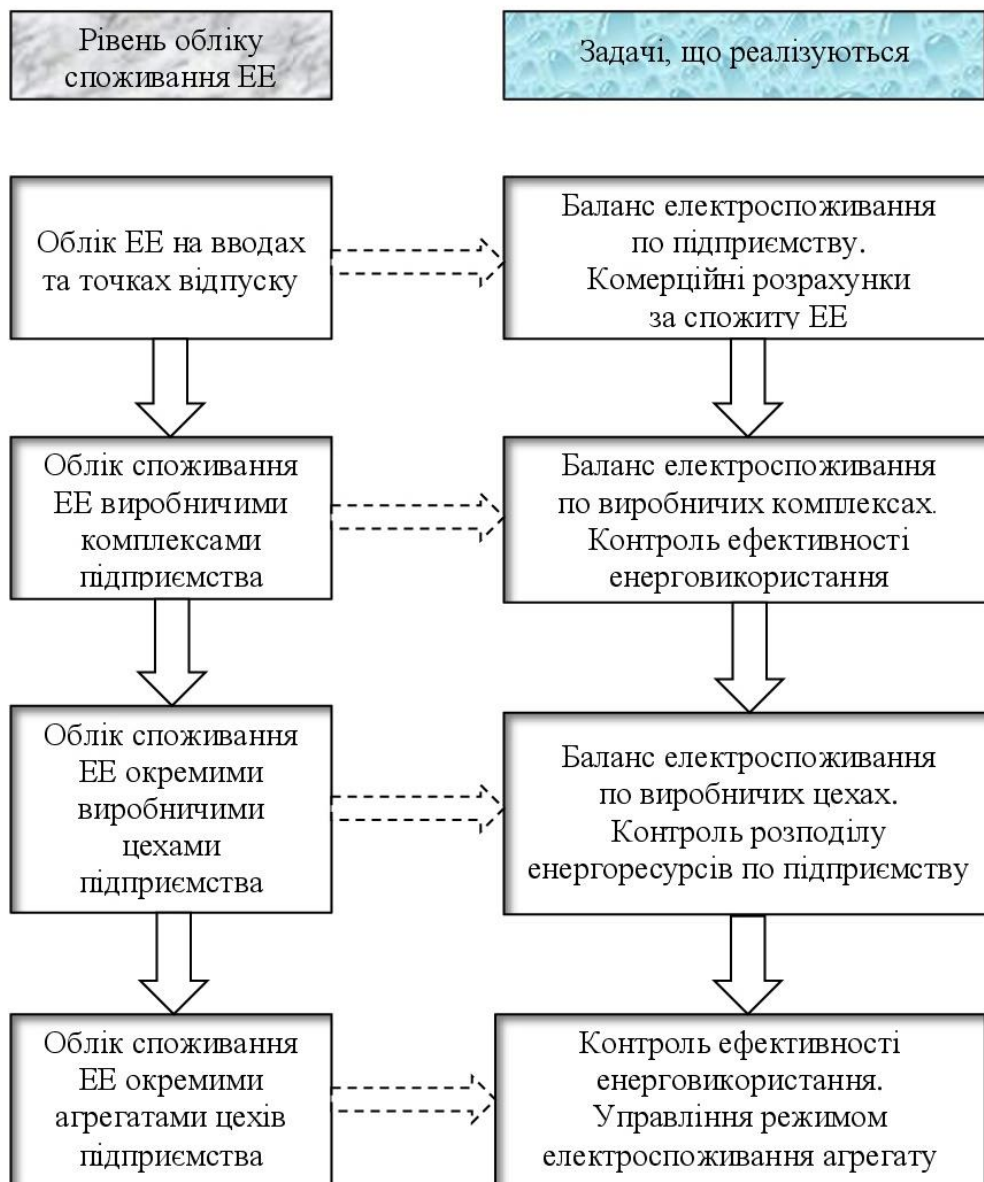 Рівень обліку
споживання ЕЕ
Задачі, що реалізуються
Облік ЕЕ на вводах
та точках відпуску
Баланс електроспоживання
по підприємству.
Комерційні розрахунки
за спожиту ЕЕ
Облік споживання
ЕЕ виробничими
комплексами
підприємства
Баланс електроспоживання
по виробничих комплексах.
Контроль ефективності
енерговикористання
Облік споживання
ЕЕ окремими
виробничими
цехами
підприємства
Баланс електроспоживання
по виробничих цехах.
Контроль розподілу
енергоресурсів по підприємству
Облік споживання
ЕЕ окремими
агрегатами цехів
підприємства
Контроль ефективності
енерговикористання.
Управління режимом
електроспоживання агрегату